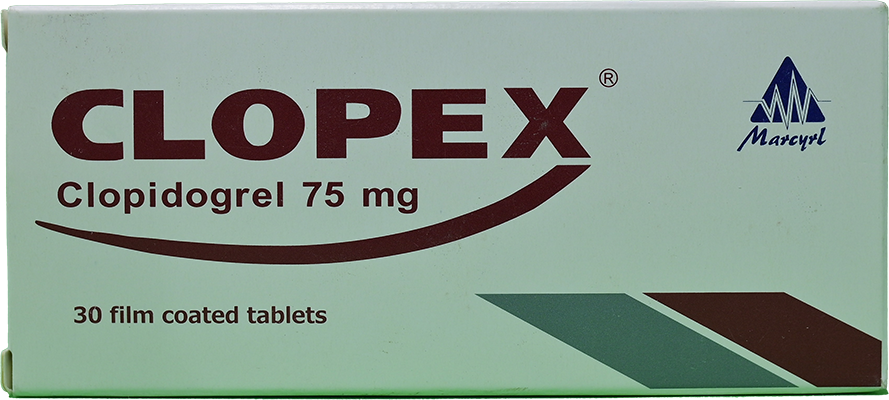 CLOPEX®
Clopidogrel 75 mg
30 film coated tablets
Marcyrl